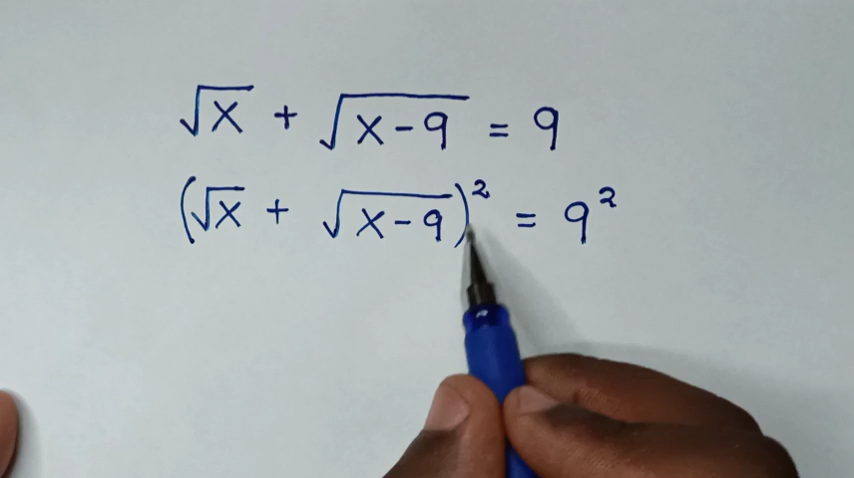 √x + √(x-9) = 9
(√x + √(x-9))² = 9²